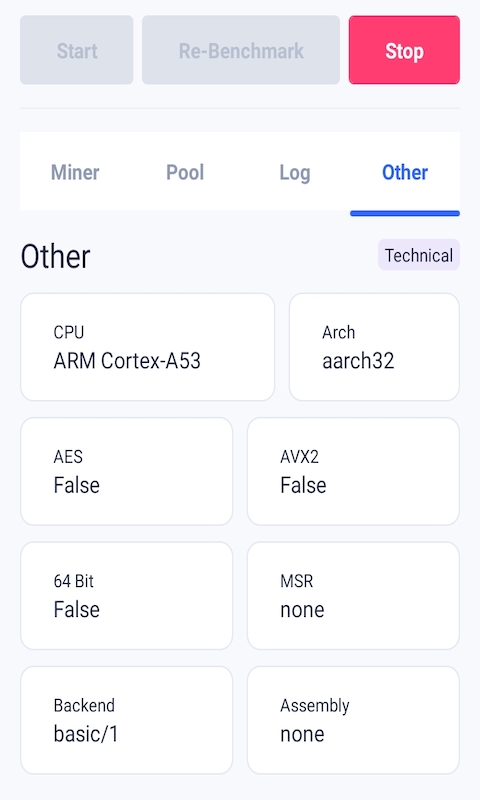 Start Re-Benchmark Stop
Miner Pool Log Other
Other Technical
CPU Arch
ARM Cortex-A53 aarch32
AES AVX2
False False
64 Bit MSR
False none
Backend Assembly
basic/1 none